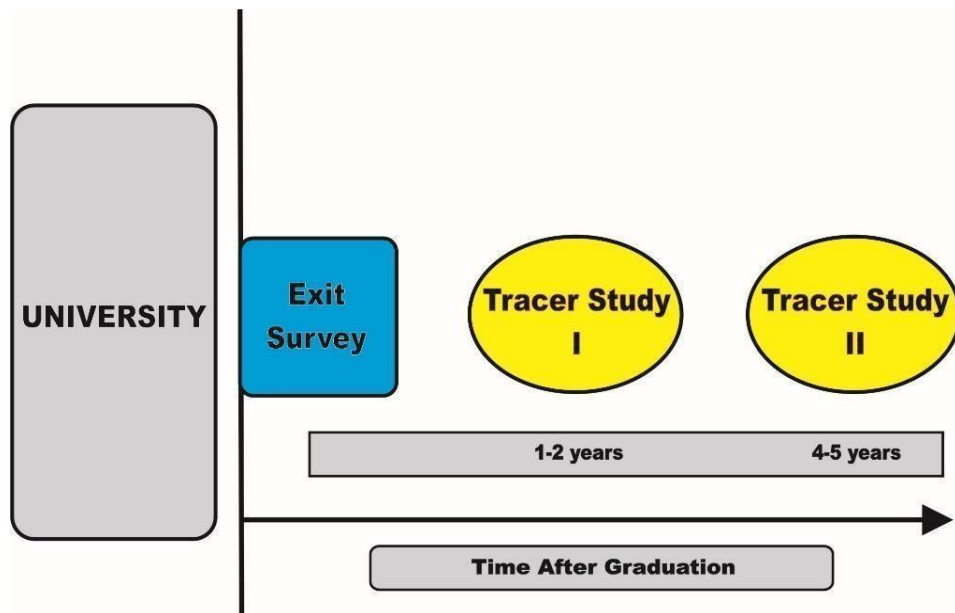 UNIVERSITY
Exit
Survey
Tracer Study
I
Tracer Study
II
1-2 years
4-5 years
Time After Graduation